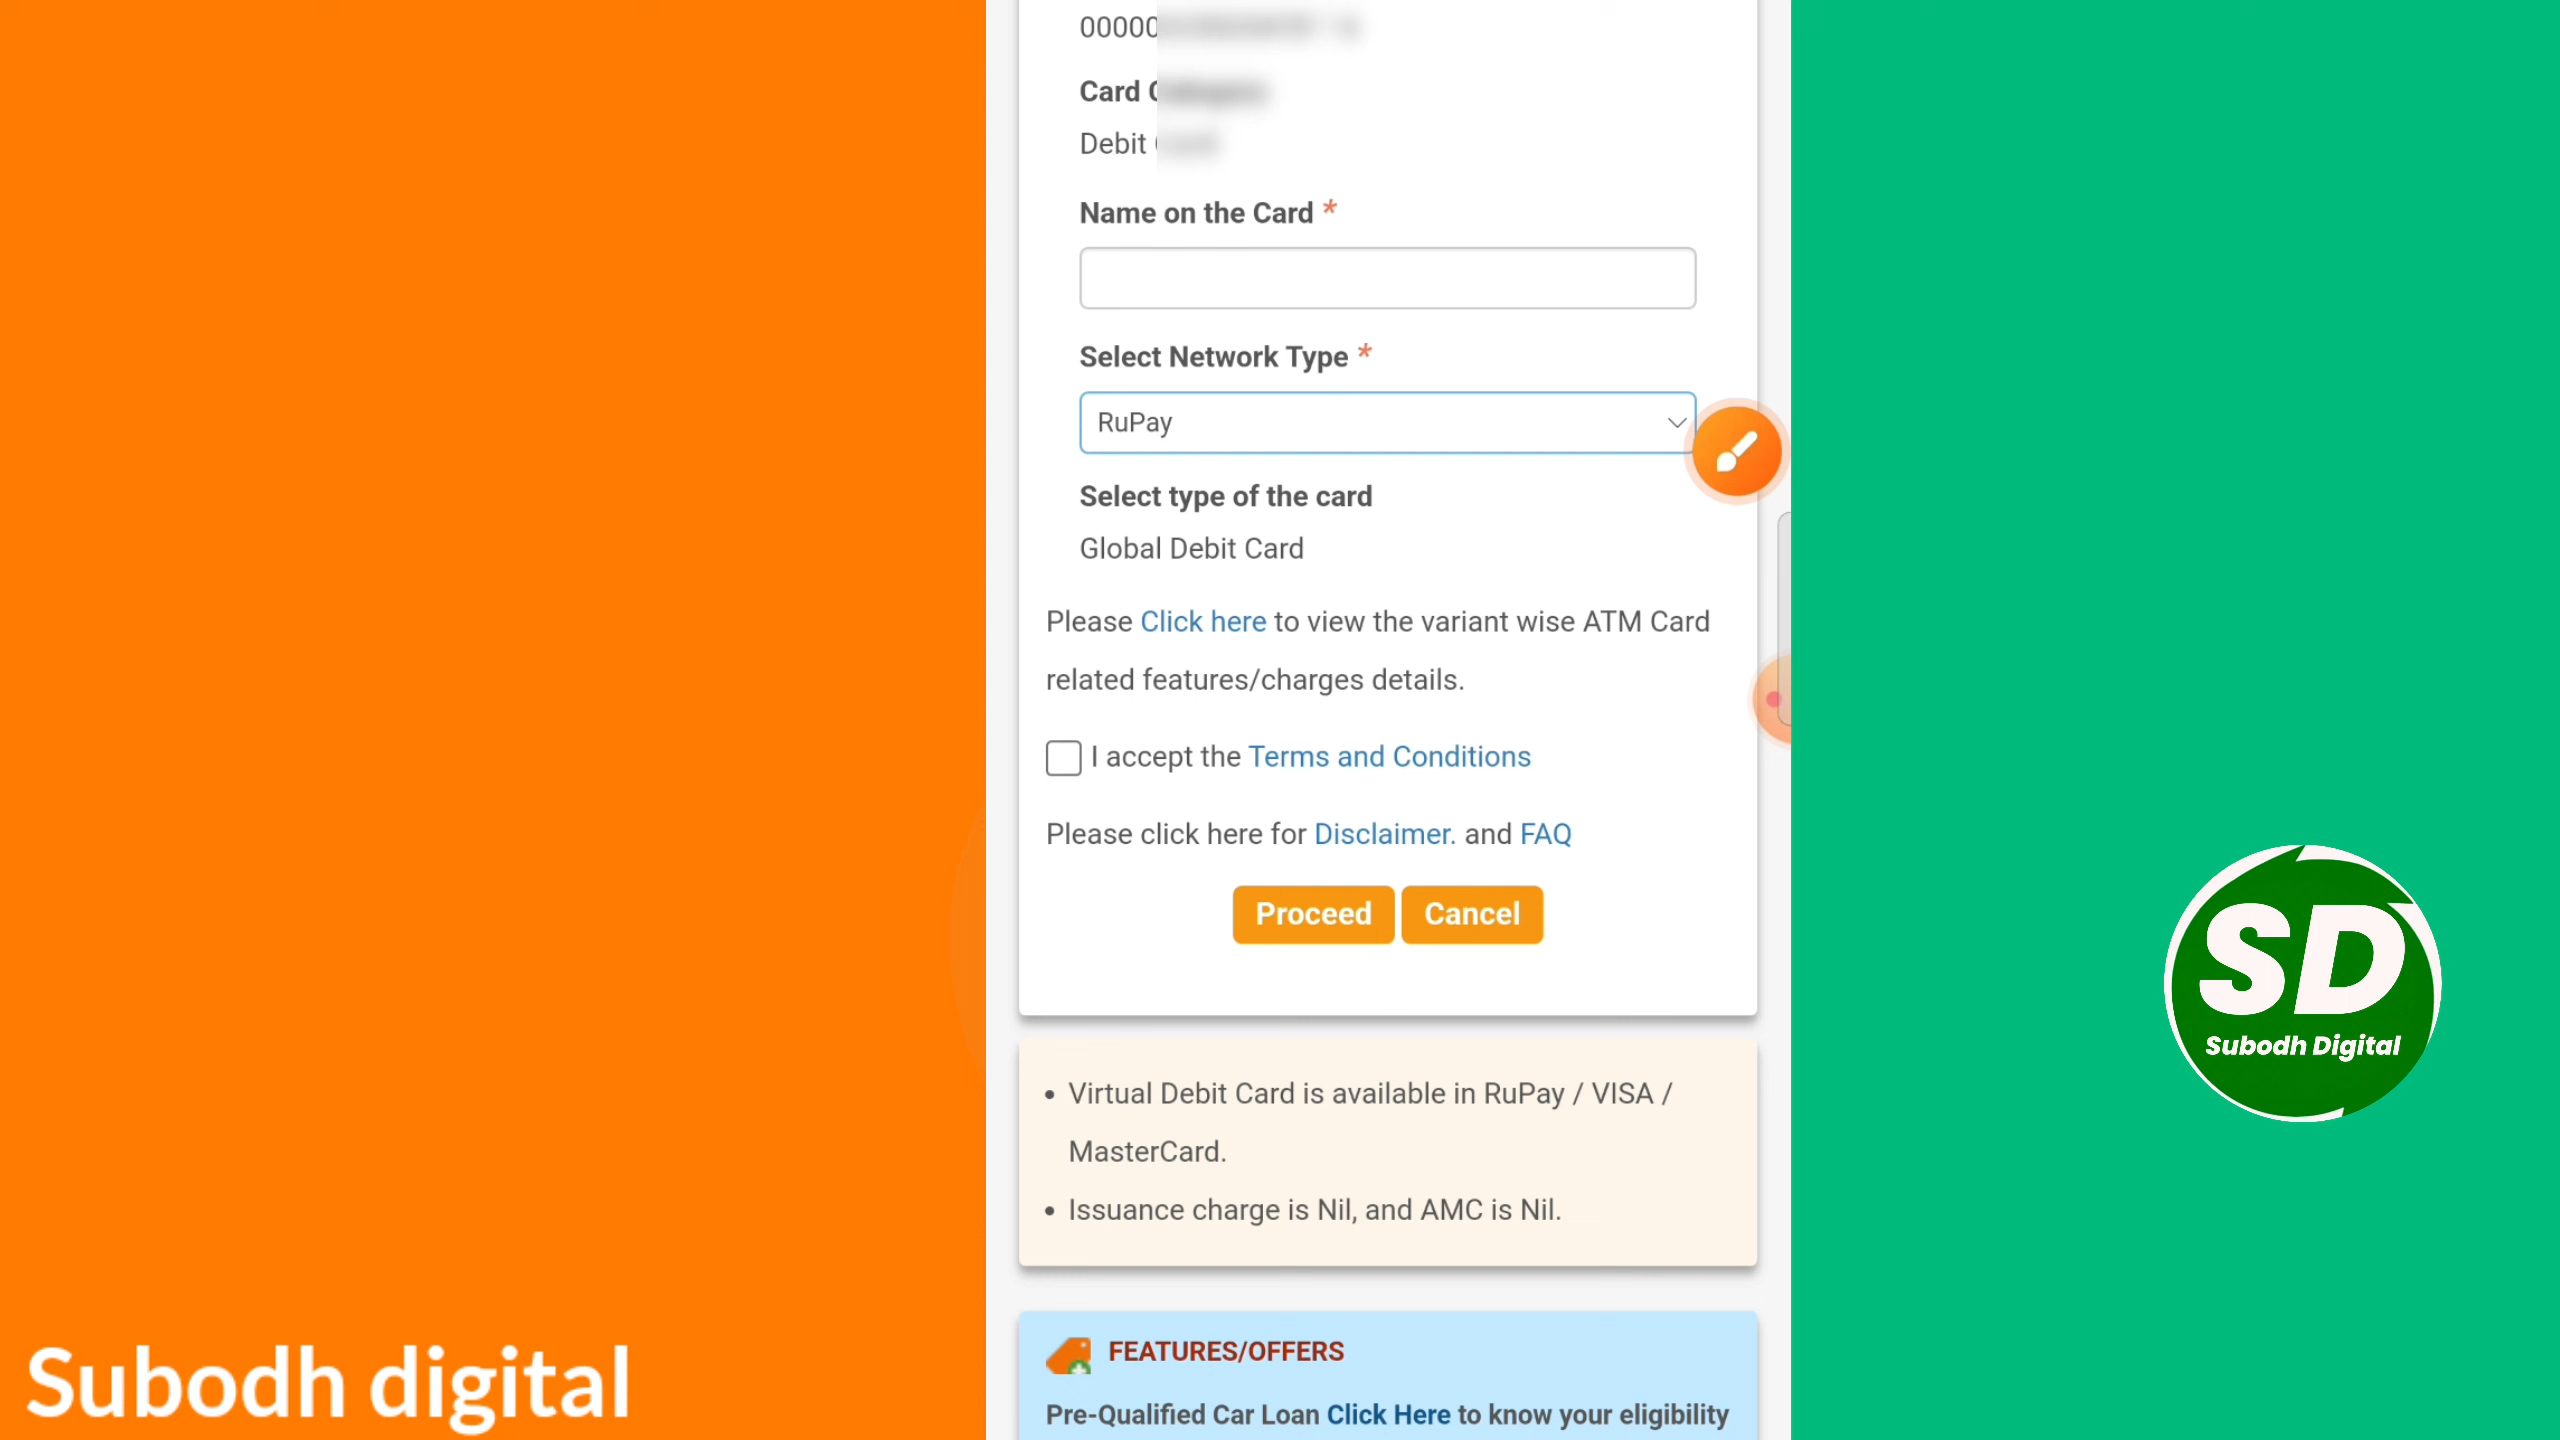 00000
Card
Debit
Name on the Card *
Select Network Type *
RuPay
Select type of the card
Global Debit Card
Please Click here to view the variant wise ATM Card
related features/charges details.
I accept the Terms and Conditions
Please click here for Disclaimer. and FAQ
Proceed Cancel
• Virtual Debit Card is available in RuPay / VISA /
MasterCard.
• Issuance charge is Nil, and AMC is Nil.
FEATURES/OFFERS
Pre-Qualified Car Loan Click Here to know your eligibility
SD
Subodh Digital
Subodh digital